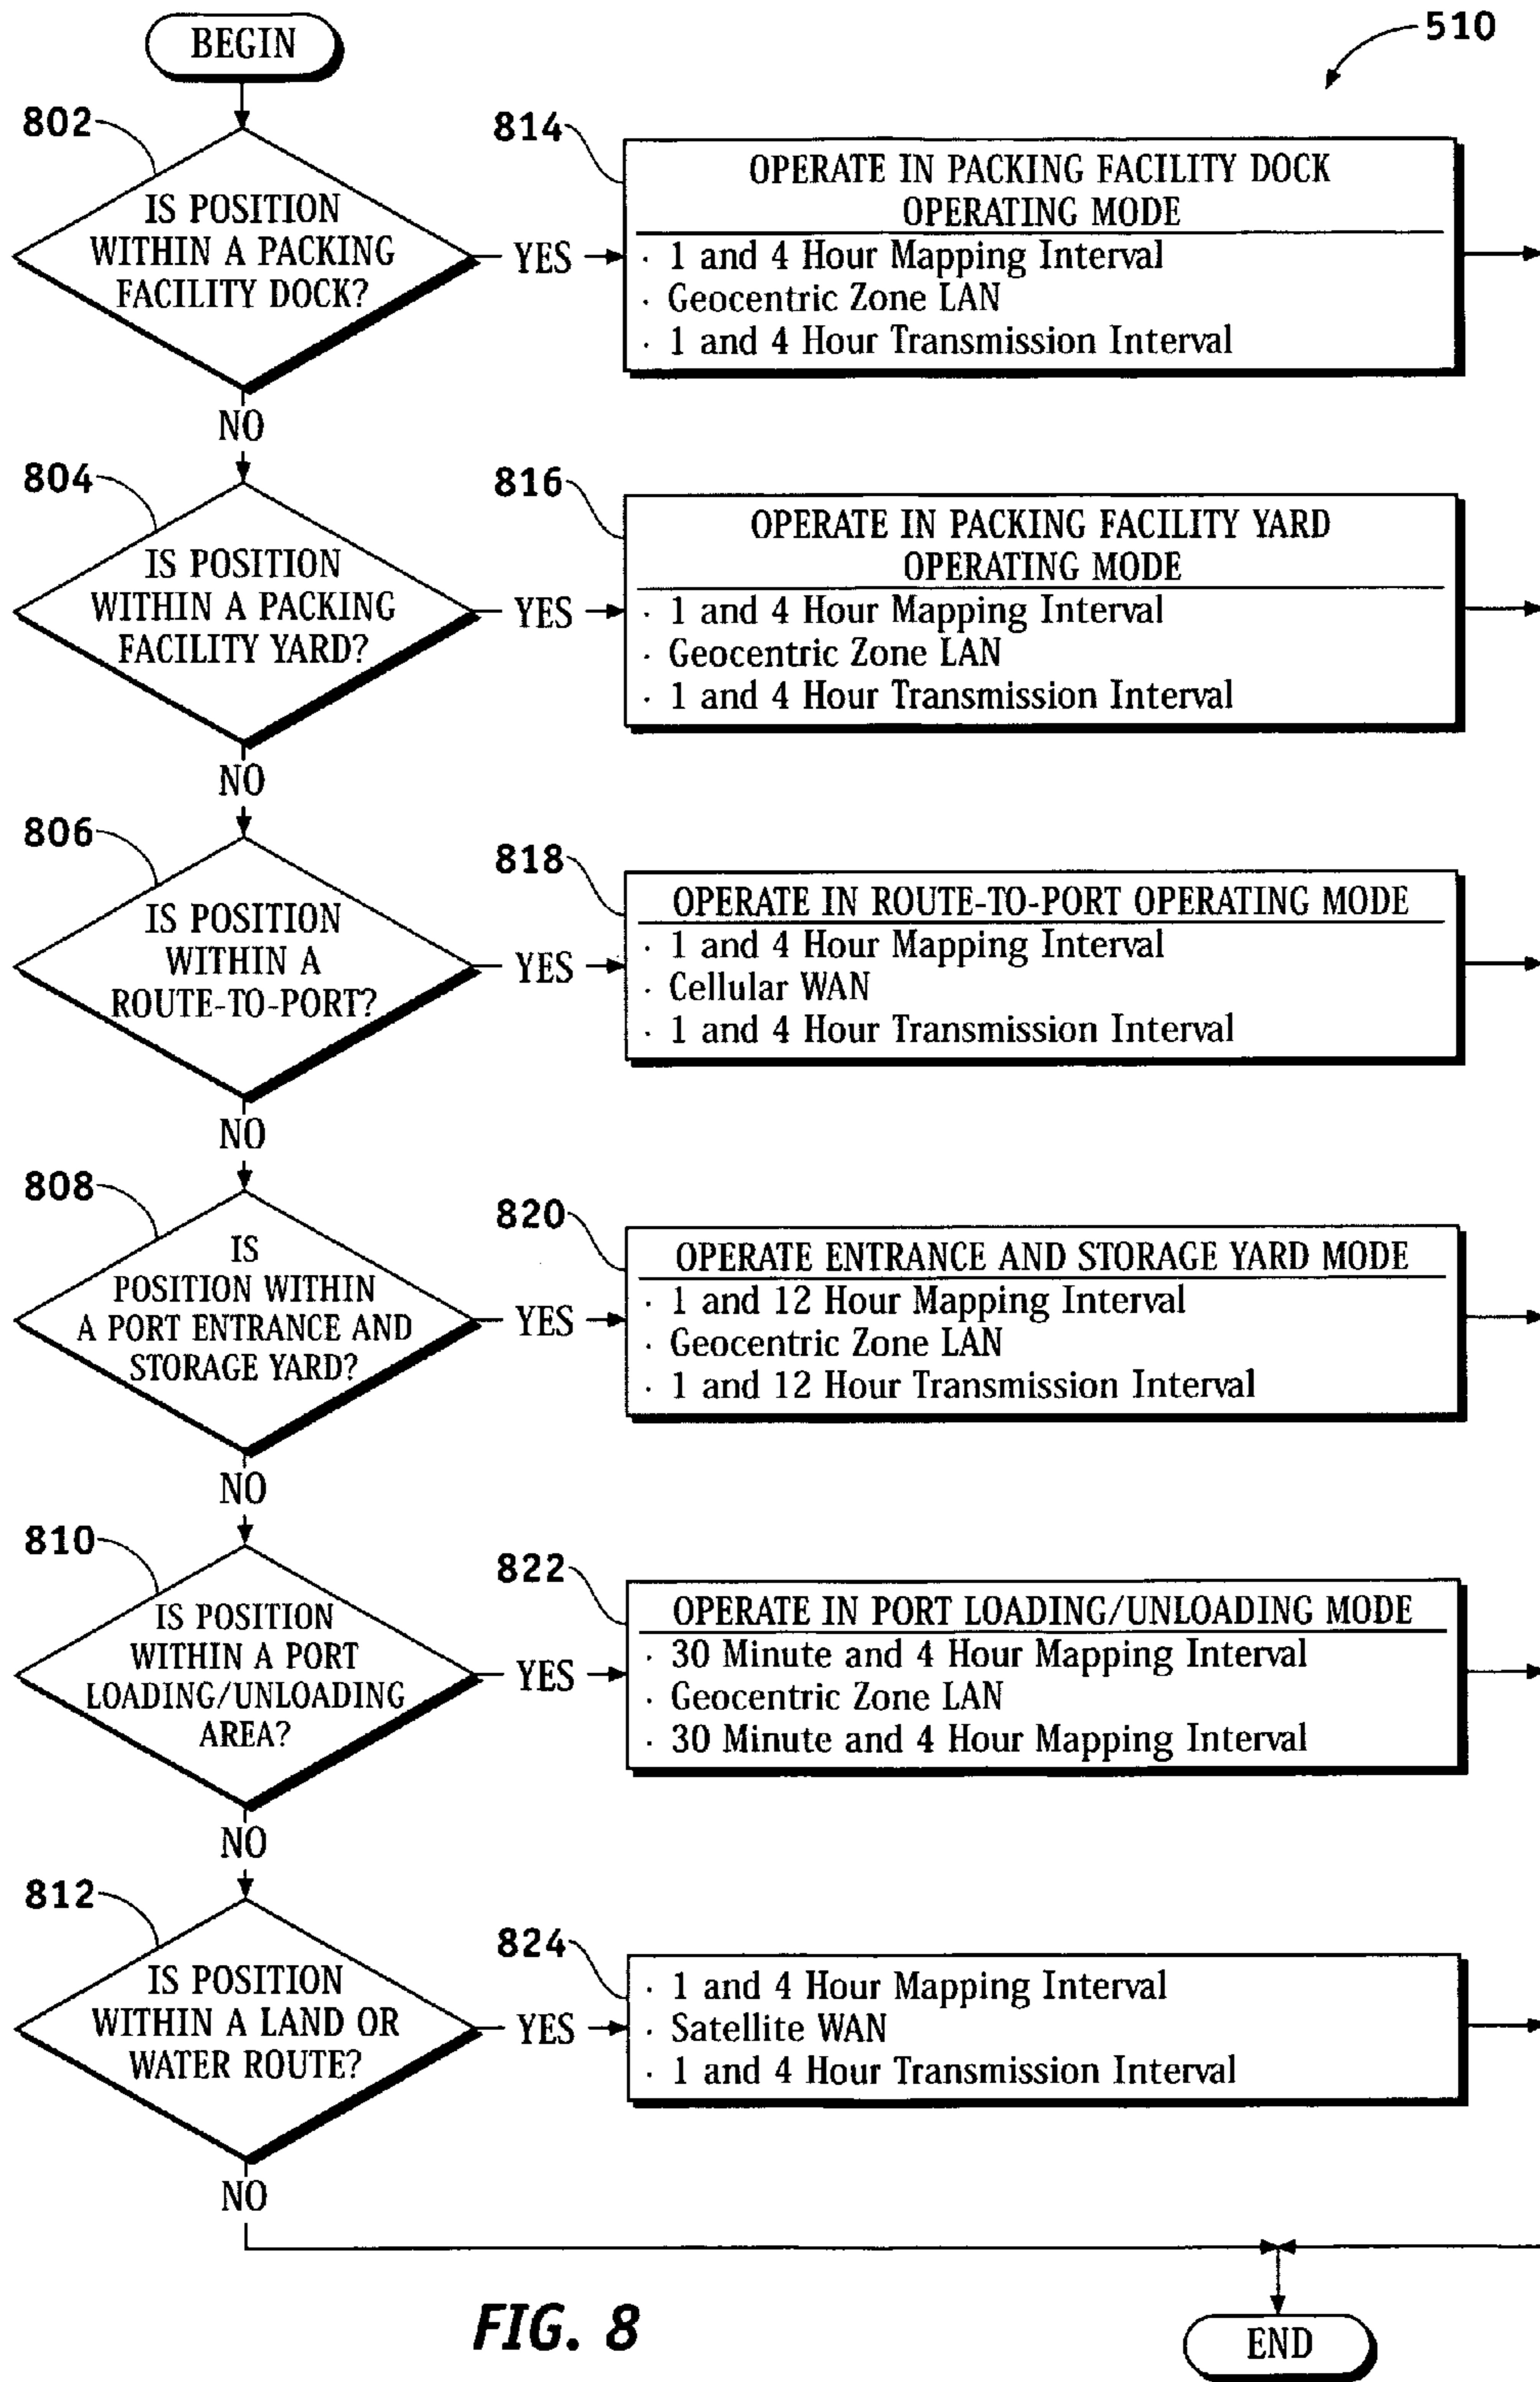 BEGIN
510
802
IS POSITION
WITHIN A PACKING
FACILITY DOCK?
YES
NO
814
OPERATE IN PACKING FACILITY DOCK
OPERATING MODE
· 1 and 4 Hour Mapping Interval
· Geocentric Zone LAN
· 1 and 4 Hour Transmission Interval
804
IS POSITION
WITHIN A PACKING
FACILITY YARD?
YES
NO
816
OPERATE IN PACKING FACILITY YARD
OPERATING MODE
· 1 and 4 Hour Mapping Interval
· Geocentric Zone LAN
· 1 and 4 Hour Transmission Interval
806
IS POSITION
WITHIN A
ROUTE-TO-PORT?
YES
NO
818
OPERATE IN ROUTE-TO-PORT OPERATING MODE
· 1 and 4 Hour Mapping Interval
· Cellular WAN
· 1 and 4 Hour Transmission Interval
808
IS
POSITION WITHIN
A PORT ENTRANCE AND
STORAGE YARD?
YES
NO
820
OPERATE ENTRANCE AND STORAGE YARD MODE
· 1 and 12 Hour Mapping Interval
· Geocentric Zone LAN
· 1 and 12 Hour Transmission Interval
810
IS POSITION
WITHIN A PORT
LOADING/UNLOADING
AREA?
YES
NO
822
OPERATE IN PORT LOADING/UNLOADING MODE
· 30 Minute and 4 Hour Mapping Interval
· Geocentric Zone LAN
· 30 Minute and 4 Hour Mapping Interval
812
IS POSITION
WITHIN A LAND OR
WATER ROUTE?
YES
NO
824
· 1 and 4 Hour Mapping Interval
· Satellite WAN
· 1 and 4 Hour Transmission Interval
FIG. 8
END